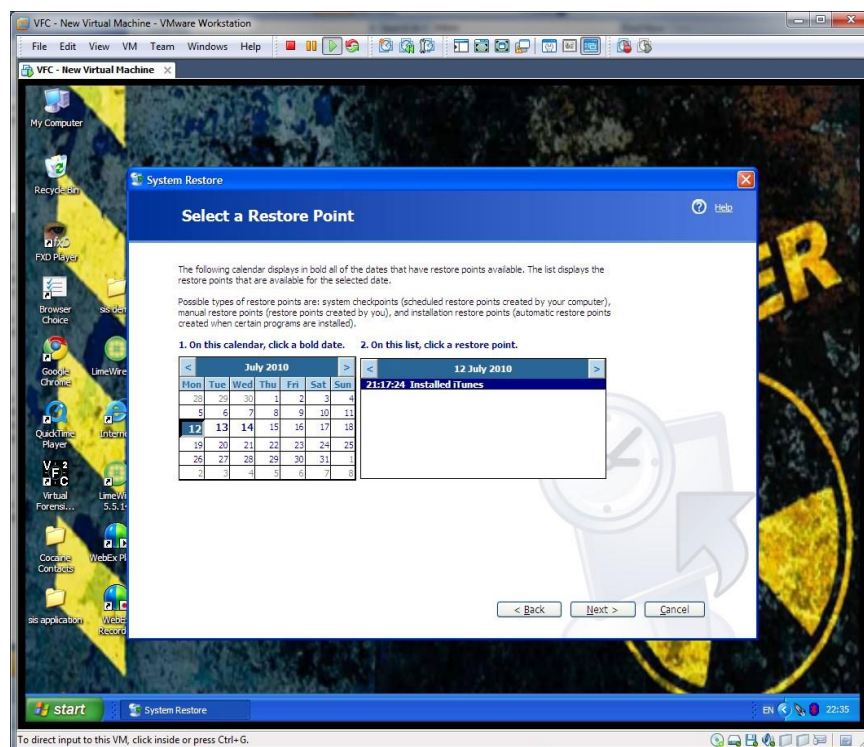 VFC - New Virtual Machine - VMware Workstation
File Edit View VM Team Windows Help
VFC - New Virtual Machine
My Computer
Recycle Bin
FXD Player
Browser Choice
Google Chrome
LimeWire
QuickTime Player
Virtual Forensi...
LimeWi
Cocaine Contacts
WebEx Pl
sis application
System Restore
Select a Restore Point
Help
The following calendar displays in bold all of the dates that have restore points available. The list displays the
restore points that are available for the selected date.
Possible types of restore points are: system checkpoints (scheduled restore points created by your computer),
manual restore points (restore points created by you), and installation restore points (automatic restore points
created when certain programs are installed).
1. On this calendar, click a bold date. 2. On this list, click a restore point.
< July 2010 > < 12 July 2010 >
Mon Tue Wed Thu Fri Sat Sun
21:17:24 Installed iTunes
28 29 30 1 2 3 4
5 6 7 8 9 10 11
12 13 14 15 16 17 18
19 20 21 22 23 24 25
26 27 28 29 30 31 1
2 3 4 5 6 7 8
< Back Next > Cancel
ER
start System Restore EN 22:35
To direct input to this VM, click inside or press Ctrl+G.